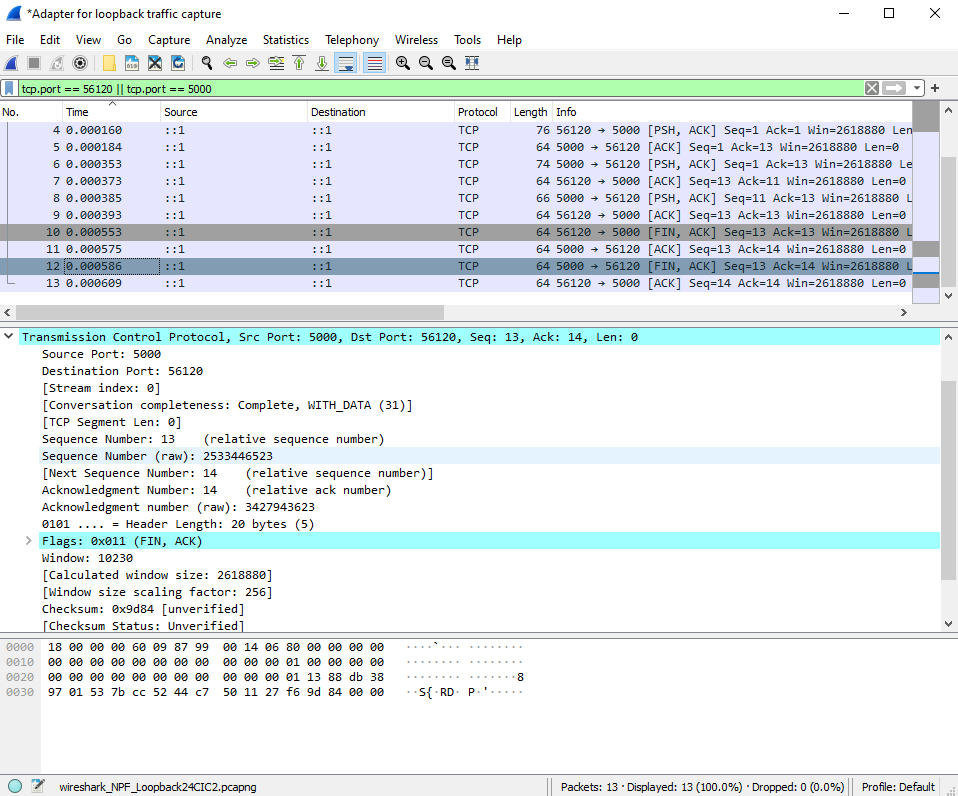 *Adapter for loopback traffic capture
File Edit View Go Capture Analyze Statistics Telephony Wireless Tools Help
tcp.port == 56120 || tcp.port == 5000
No. Time Source Destination Protocol Length Info
4 0.000160 ::1 ::1 TCP 76 56120 → 5000 [PSH, ACK] Seq=1 Ack=1 Win=2618880 Len
5 0.000184 ::1 ::1 TCP 64 5000 → 56120 [ACK] Seq=1 Ack=13 Win=2618880 Len=0
6 0.000353 ::1 ::1 TCP 74 5000 → 56120 [PSH, ACK] Seq=1 Ack=13 Win=2618880 Le
7 0.000373 ::1 ::1 TCP 64 56120 → 5000 [ACK] Seq=13 Ack=11 Win=2618880 Len=0
8 0.000385 ::1 ::1 TCP 66 5000 → 56120 [PSH, ACK] Seq=11 Ack=13 Win=2618880 L
9 0.000393 ::1 ::1 TCP 64 56120 → 5000 [ACK] Seq=13 Ack=13 Win=2618880 Len=0
10 0.000553 ::1 ::1 TCP 64 56120 → 5000 [FIN, ACK] Seq=13 Ack=13 Win=2618880 L
11 0.000575 ::1 ::1 TCP 64 5000 → 56120 [ACK] Seq=13 Ack=14 Win=2618880 Len=0
12 0.000586 ::1 ::1 TCP 64 5000 → 56120 [FIN, ACK] Seq=13 Ack=14 Win=2618880 L
13 0.000609 ::1 ::1 TCP 64 56120 → 5000 [ACK] Seq=14 Ack=14 Win=2618880 Len=0
Transmission Control Protocol, Src Port: 5000, Dst Port: 56120, Seq: 13, Ack: 14, Len: 0
Source Port: 5000
Destination Port: 56120
[Stream index: 0]
[Conversation completeness: Complete, WITH_DATA (31)]
[TCP Segment Len: 0]
Sequence Number: 13 (relative sequence number)
Sequence Number (raw): 2533446523
[Next Sequence Number: 14 (relative sequence number)]
Acknowledgment Number: 14 (relative ack number)
Acknowledgment number (raw): 3427943623
0101 .... = Header Length: 20 bytes (5)
Flags: 0x011 (FIN, ACK)
Window: 10230
[Calculated window size: 2618880]
[Window size scaling factor: 256]
Checksum: 0x9d84 [unverified]
[Checksum Status: Unverified]
0000 18 00 00 00 60 09 87 99 00 14 06 80 00 00 00 00 ····`··· ········
0010 00 00 00 00 00 00 00 00 00 00 00 01 00 00 00 00 ········ ········
0020 00 00 00 00 00 00 00 00 00 00 00 01 13 88 db 38 ········ ·······8
0030 97 01 53 7b cc 52 44 c7 50 11 27 f6 9d 84 00 00 ··S{·RD· P·'·····
wireshark_NPF_Loopback24CIC2.pcapng Packets: 13 · Displayed: 13 (100.0%) · Dropped: 0 (0.0%) Profile: Default